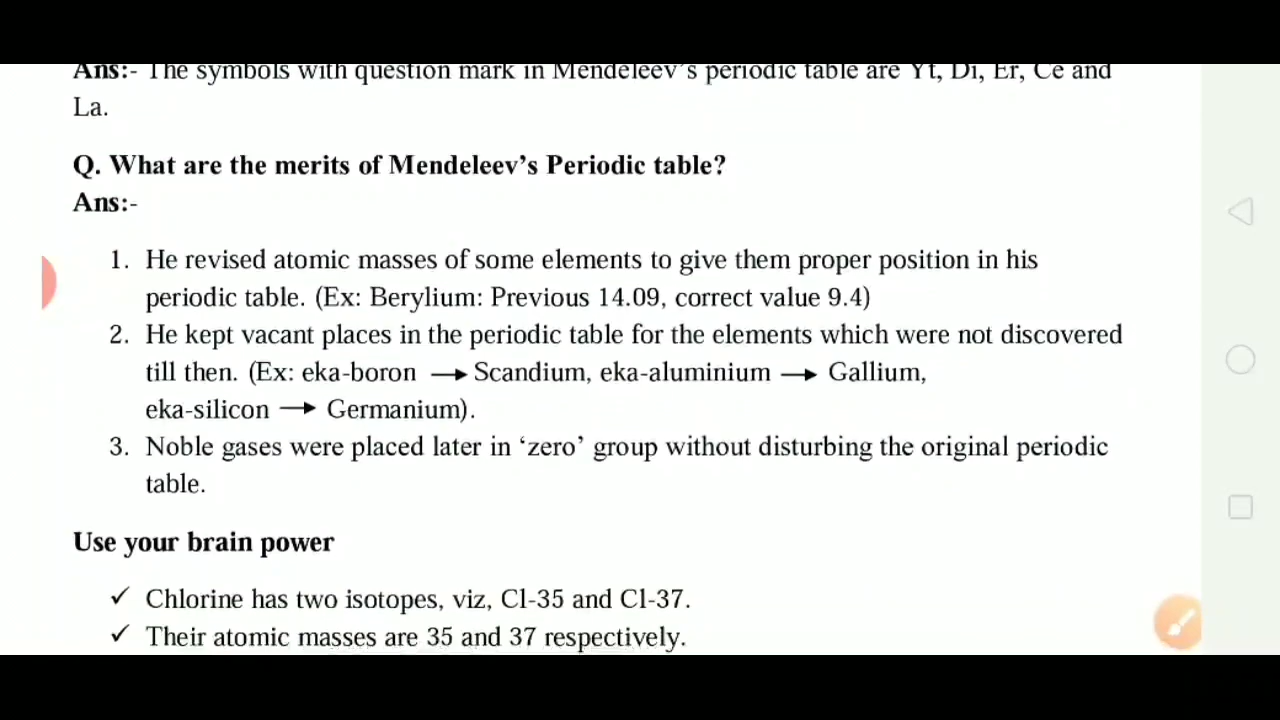 Ans:- The symbols with question mark in Mendeleev's periodic table are Yt, Di, Er, Ce and
La.
Q. What are the merits of Mendeleev's Periodic table?
Ans:-
1. He revised atomic masses of some elements to give them proper position in his
periodic table. (Ex: Berylium: Previous 14.09, correct value 9.4)
2. He kept vacant places in the periodic table for the elements which were not discovered
till then. (Ex: eka-boron → Scandium, eka-aluminium → Gallium,
eka-silicon → Germanium).
3. Noble gases were placed later in ‘zero’ group without disturbing the original periodic
table.
Use your brain power
✓ Chlorine has two isotopes, viz, Cl-35 and Cl-37.
✓ Their atomic masses are 35 and 37 respectively.